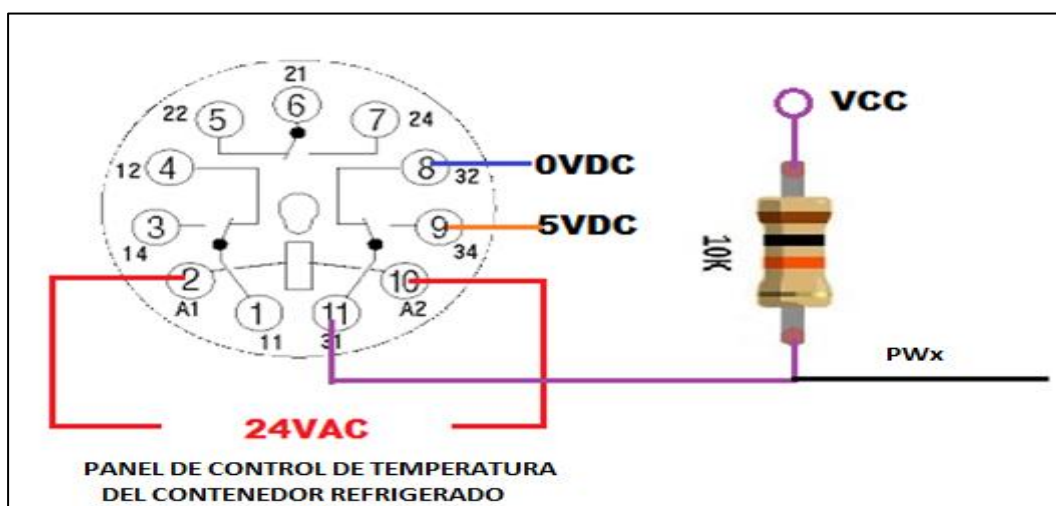 21
6
22 5 7 24
VCC
12 4 8 32 0VDC
3 9 5VDC
14 34
10K
2 10
A1 1 11 A2
11 31
PWx
24VAC
PANEL DE CONTROL DE TEMPERATURA
DEL CONTENEDOR REFRIGERADO